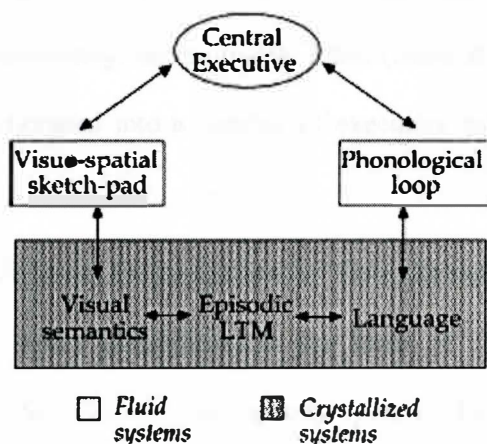 Central
Executive
Visuo-spatial
sketch-pad
Phonological
loop
Visual
semantics
Episodic
LTM
Language
Fluid
systems
Crystallized
systems